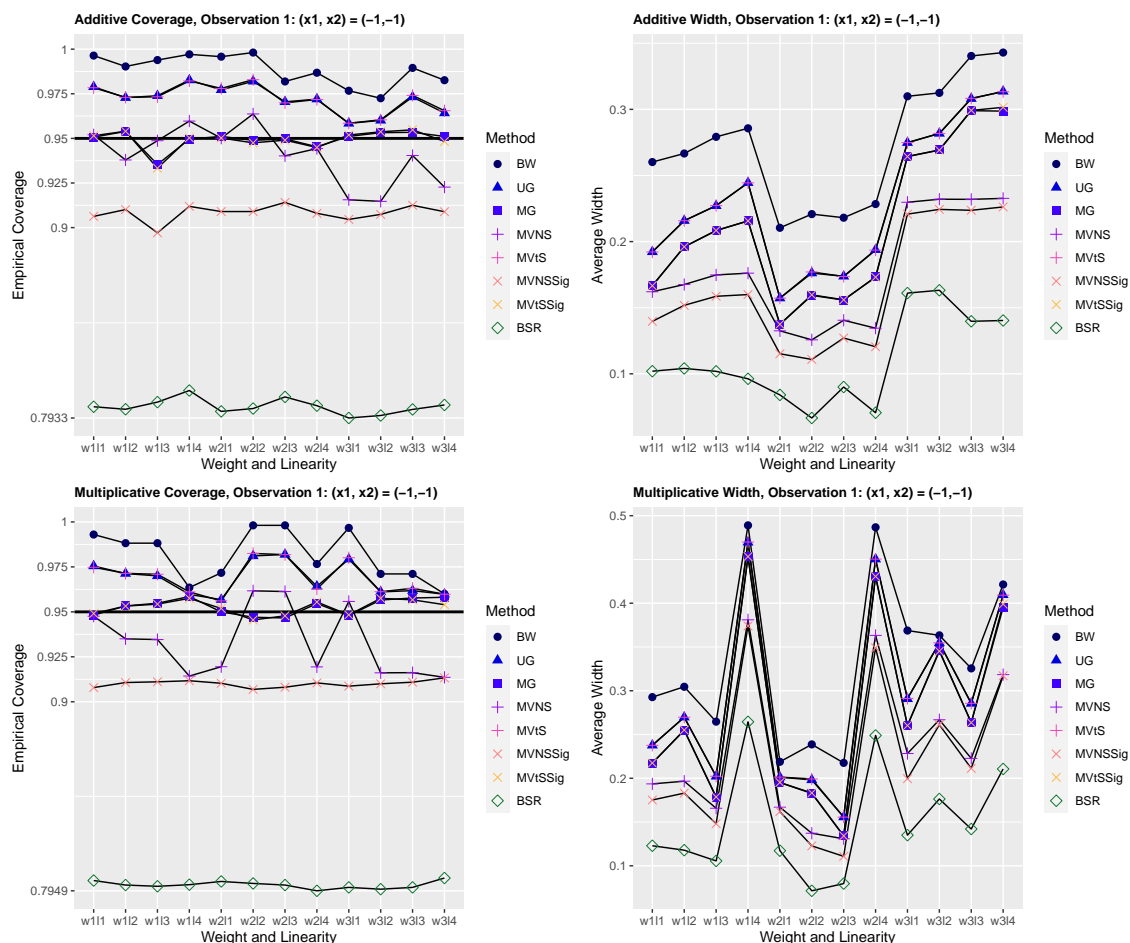 Additive Coverage, Observation 1: (x1, x2) = (−1,−1)
Empirical Coverage
1
0.975
0.95
0.925
0.9
0.7933
w1l1 w1l2 w1l3 w1l4 w2l1 w2l2 w2l3 w2l4 w3l1 w3l2 w3l3 w3l4
Weight and Linearity
Method
BW
UG
MG
MVNS
MVtS
MVNSSig
MVtSSig
BSR
Additive Width, Observation 1: (x1, x2) = (−1,−1)
Average Width
0.3
0.2
0.1
w1l1 w1l2 w1l3 w1l4 w2l1 w2l2 w2l3 w2l4 w3l1 w3l2 w3l3 w3l4
Weight and Linearity
Method
BW
UG
MG
MVNS
MVtS
MVNSSig
MVtSSig
BSR
Multiplicative Coverage, Observation 1: (x1, x2) = (−1,−1)
Empirical Coverage
1
0.975
0.95
0.925
0.9
0.7949
w1l1 w1l2 w1l3 w1l4 w2l1 w2l2 w2l3 w2l4 w3l1 w3l2 w3l3 w3l4
Weight and Linearity
Method
BW
UG
MG
MVNS
MVtS
MVNSSig
MVtSSig
BSR
Multiplicative Width, Observation 1: (x1, x2) = (−1,−1)
Average Width
0.5
0.4
0.3
0.2
0.1
w1l1 w1l2 w1l3 w1l4 w2l1 w2l2 w2l3 w2l4 w3l1 w3l2 w3l3 w3l4
Weight and Linearity
Method
BW
UG
MG
MVNS
MVtS
MVNSSig
MVtSSig
BSR